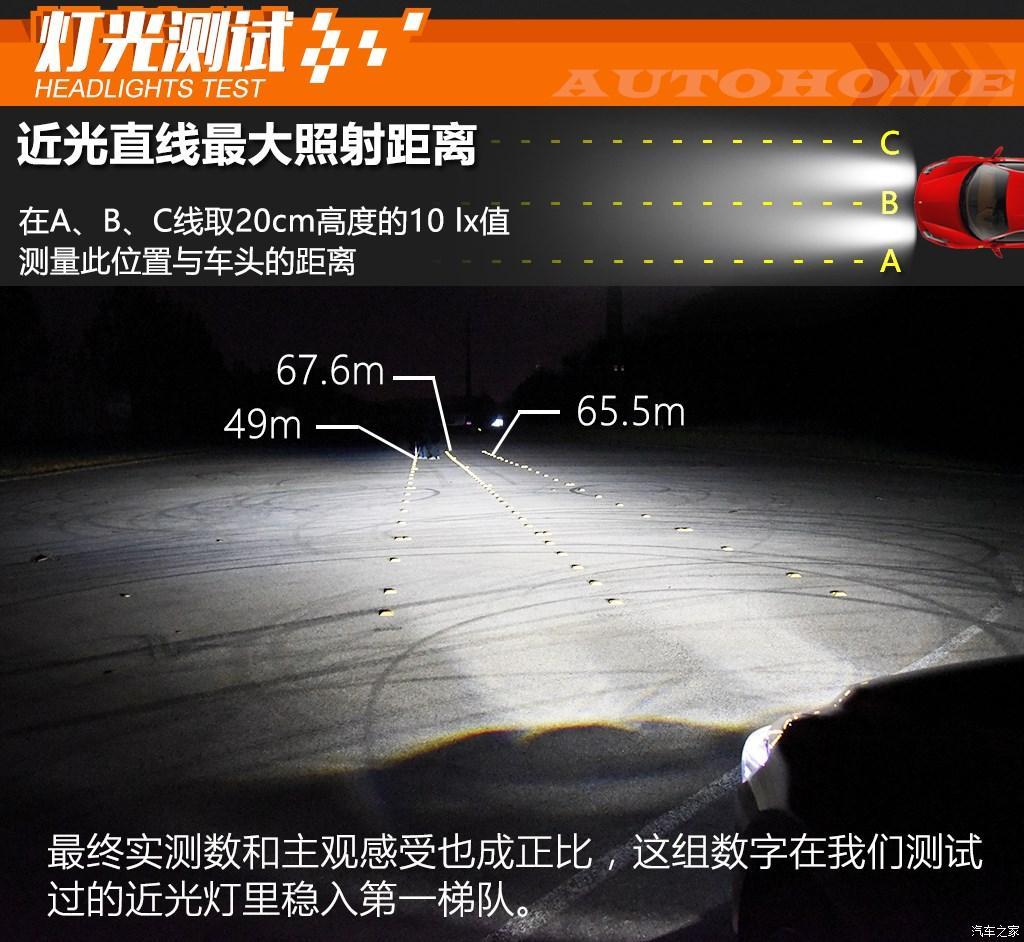 灯光测试
HEADLIGHTS TEST
AUTOHOME
近光直线最大照射距离
C
在A、B、C线取20cm高度的10 lx值
B
测量此位置与车头的距离
A
67.6m
49m
65.5m
最终实测数和主观感受也成正比，这组数字在我们测试
过的近光灯里稳入第一梯队。
汽车之家